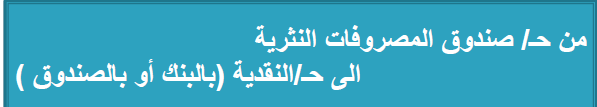 من حـ/ صندوق المصروفات النثرية
الى حـ/النقدية (بالبنك أو بالصندوق )